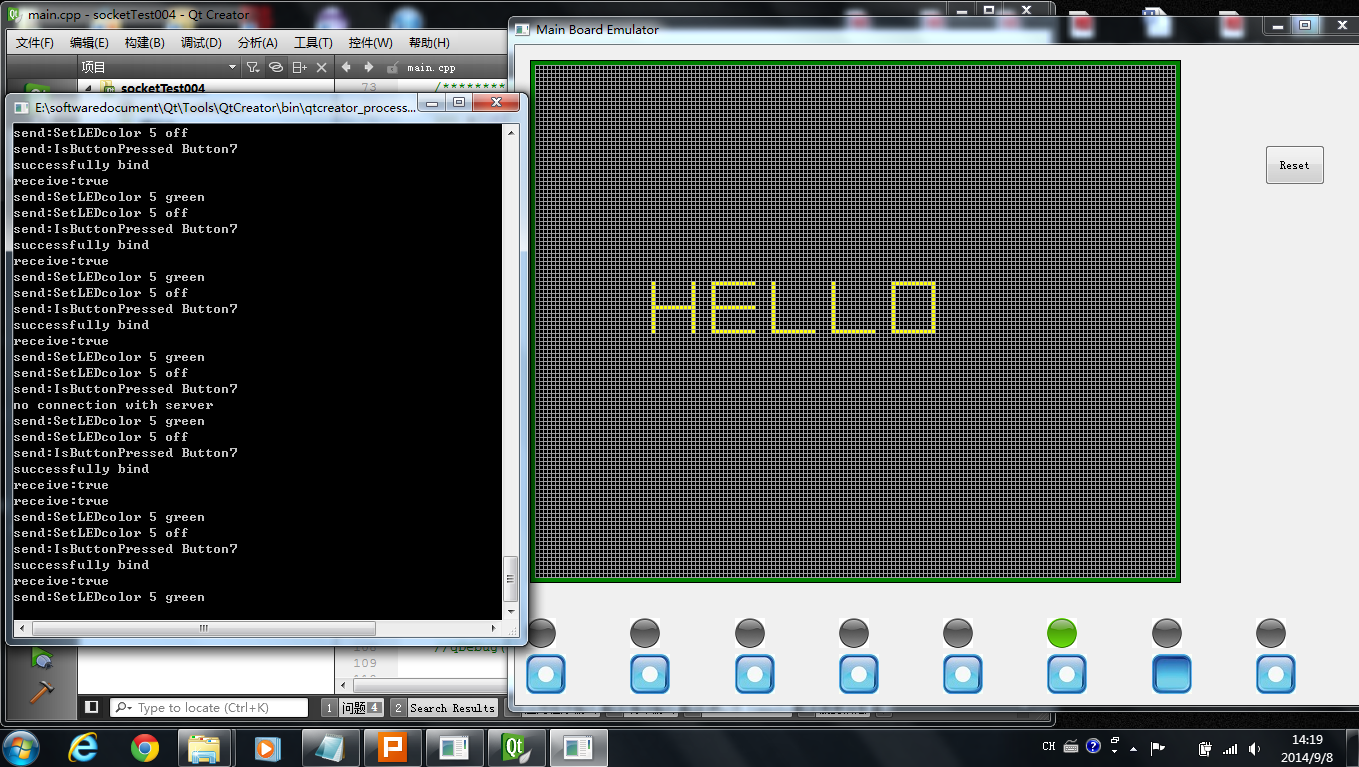 main.cpp - socketTest004 - Qt Creator
文件(F) 编辑(E) 构建(B) 调试(D) 分析(A) 工具(T) 控件(W) 帮助(H)
项目
main.cpp
socketTest004
73 /********
E:\softwaredocument\Qt\Tools\QtCreator\bin\qtcreator_process...
send:SetLEDcolor 5 off
send:IsButtonPressed Button7
successfully bind
receive:true
send:SetLEDcolor 5 green
send:SetLEDcolor 5 off
send:IsButtonPressed Button7
successfully bind
receive:true
send:SetLEDcolor 5 green
send:SetLEDcolor 5 off
send:IsButtonPressed Button7
successfully bind
receive:true
send:SetLEDcolor 5 green
send:SetLEDcolor 5 off
send:IsButtonPressed Button7
no connection with server
send:SetLEDcolor 5 green
send:SetLEDcolor 5 off
send:IsButtonPressed Button7
successfully bind
receive:true
receive:true
send:SetLEDcolor 5 green
send:SetLEDcolor 5 off
send:IsButtonPressed Button7
successfully bind
receive:true
send:SetLEDcolor 5 green
109
Type to locate (Ctrl+K)
1 问题 4
2 Search Results
Main Board Emulator
Reset
HELLO
CH
14:19
2014/9/8